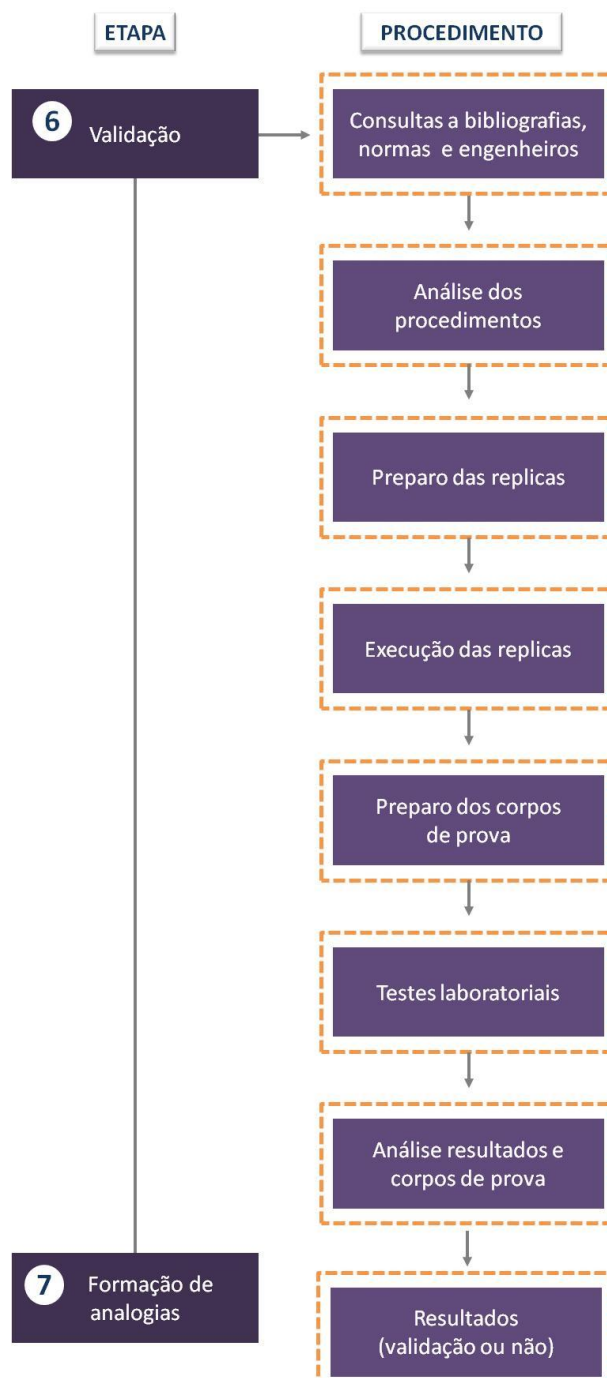 ETAPA
PROCEDIMENTO
6
Validação
Consultas a bibliografias,
normas e engenheiros
Análise dos
procedimentos
Preparo das replicas
Execução das replicas
Preparo dos corpos
de prova
Testes laboratoriais
Análise resultados e
corpos de prova
7
Formação de
analogias
Resultados
(validação ou não)